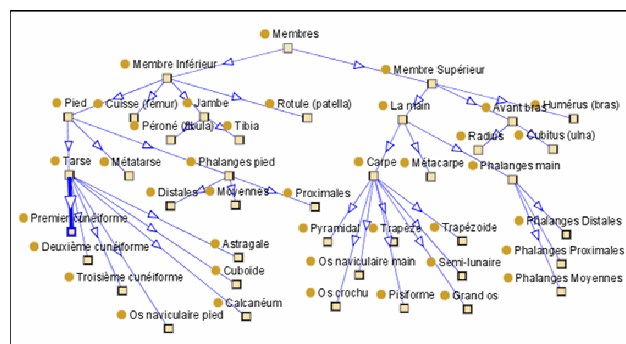 Membres
Membre Inférieur
Membre Supérieur
Pied
Cuisse (fémur)
Jambe
Rotule (patella)
La main
Avant bras
Humérus (bras)
Péroné (fibula)
Tibia
Radius
Cubitus (ulna)
Tarse
Métatarse
Phalanges pied
Carpe
Métacarpe
Phalanges main
Distales
Moyennes
Proximales
Premier cunéiforme
Pyramidal
Trapèze
Trapézoide
Phalanges Distales
Deuxième cunéiforme
Astragale
Phalanges Proximales
Troisième cunéiforme
Cuboide
Os naviculaire main
Semi-lunaire
Phalanges Moyennes
Calcanéum
Os crochu
Pisiforme
Grand os
Os naviculaire pied